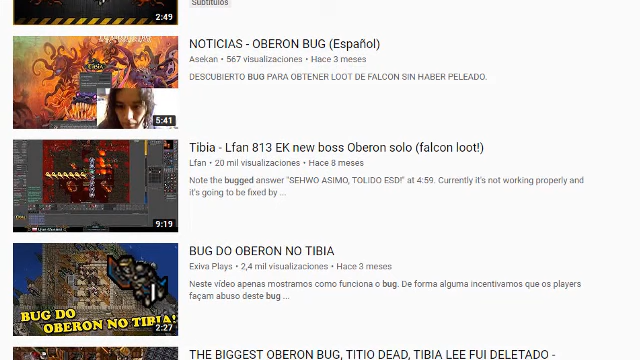 Subtítulos
2:49
NOTICIAS - OBERON BUG (Español)
Asekan • 567 visualizaciones • Hace 3 meses
DESCUBIERTO BUG PARA OBTENER LOOT DE FALCON SIN HABER PELEADO.
5:41
Tibia - Lfan 813 EK new boss Oberon solo (falcon loot!)
Lfan • 20 mil visualizaciones • Hace 8 meses
Note the bugged answer "SEHWO ASIMO, TOLIDO ESD!" at 4:59. Currently it's not working properly and
it's going to be fixed by ...
9:19
BUG DO OBERON NO TIBIA
Exiva Plays • 2,4 mil visualizaciones • Hace 3 meses
Neste vídeo apenas mostramos como funciona o bug. De forma alguma incentivamos que os players
façam abuso deste bug ...
BUG DO
OBERON NO TIBIA!
2:27
THE BIGGEST OBERON BUG, TITIO DEAD, TIBIA LEE FUI DELETADO -